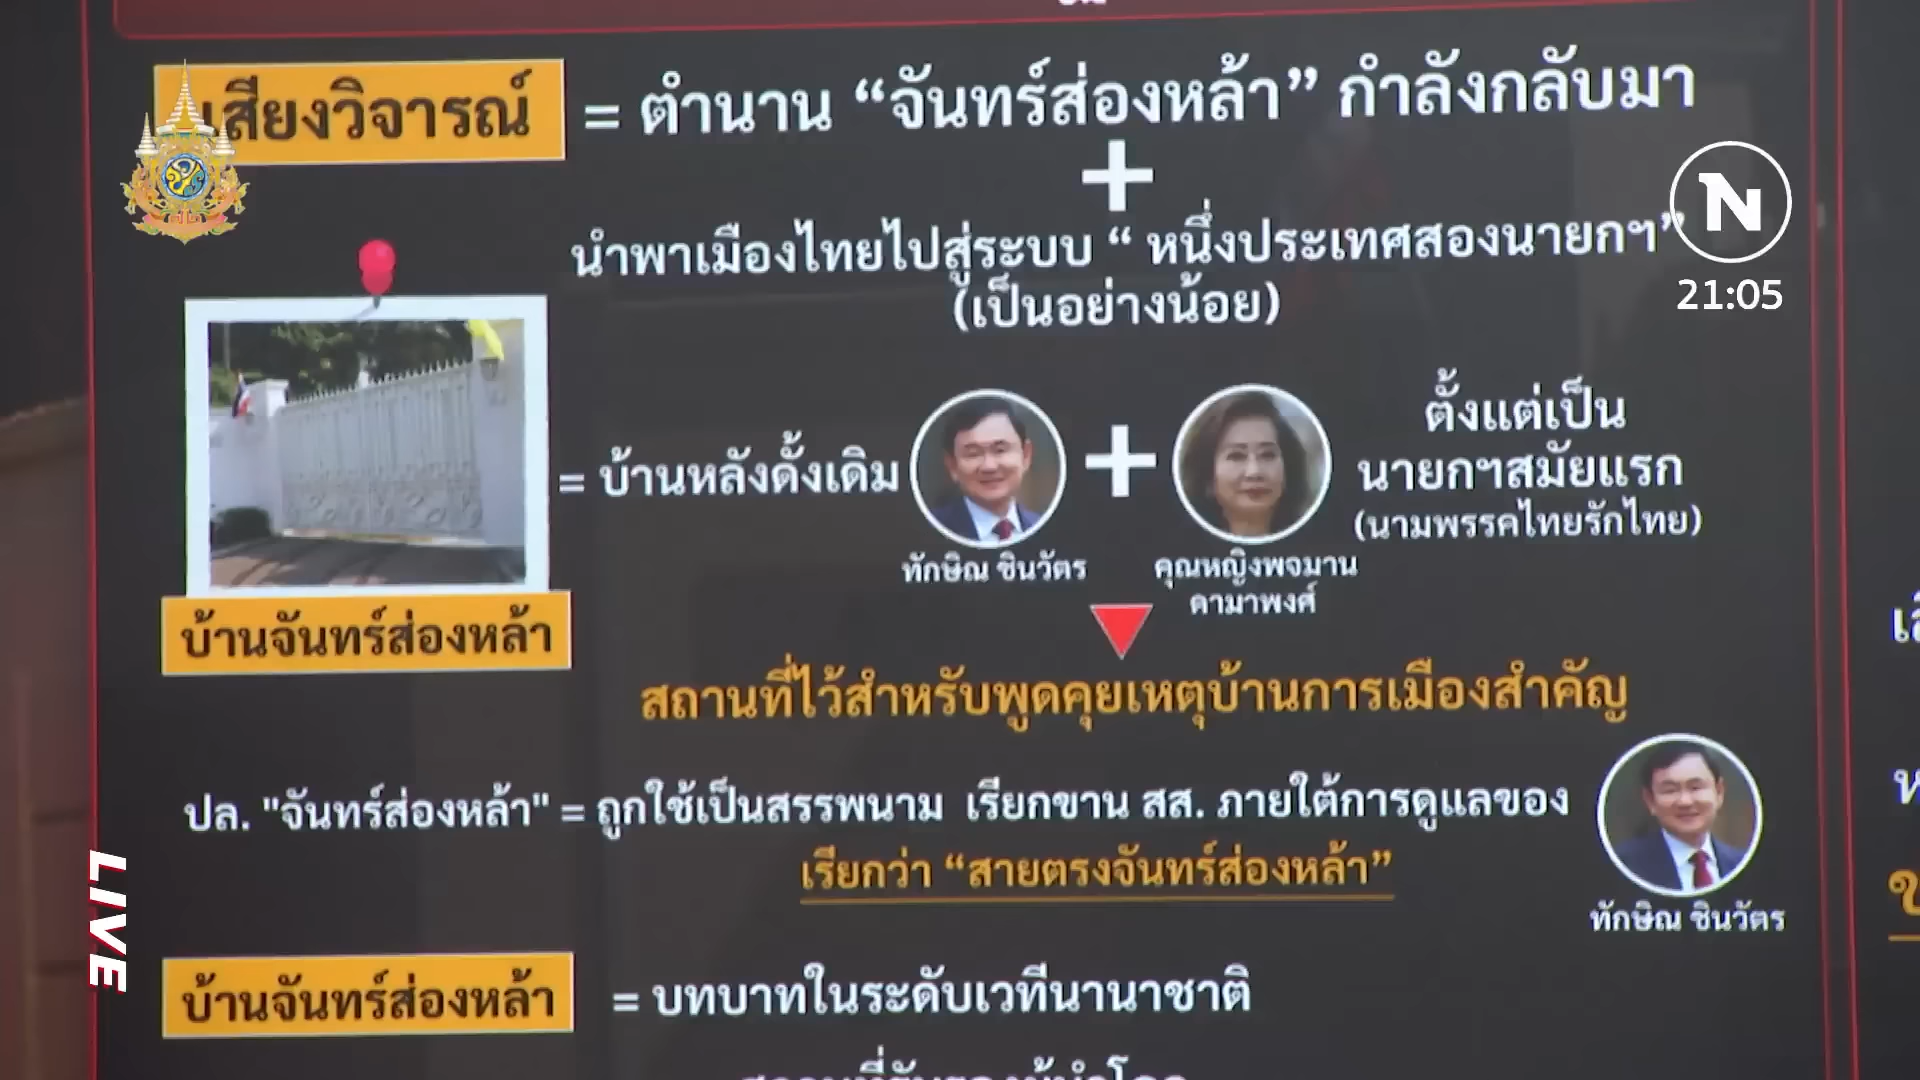 เสียงวิจารณ์ = ตำนาน “จันทร์ส่องหล้า” กำลังกลับมา
+
นำพาเมืองไทยไปสู่ระบบ “ หนึ่งประเทศสองนายกฯ”
(เป็นอย่างน้อย)
N
21:05
= บ้านหลังดั้งเดิม
+
ตั้งแต่เป็น
นายกฯสมัยแรก
(นามพรรคไทยรักไทย)
ทักษิณ ชินวัตร
คุณหญิงพจมาน
ดามาพงศ์
บ้านจันทร์ส่องหล้า
สถานที่ไว้สำหรับพูดคุยเหตุบ้านการเมืองสำคัญ
ปล. "จันทร์ส่องหล้า" = ถูกใช้เป็นสรรพนาม เรียกขาน สส. ภายใต้การดูแลของ
เรียกว่า “สายตรงจันทร์ส่องหล้า”
ทักษิณ ชินวัตร
LIVE
บ้านจันทร์ส่องหล้า = บทบาทในระดับเวทีนานาชาติ